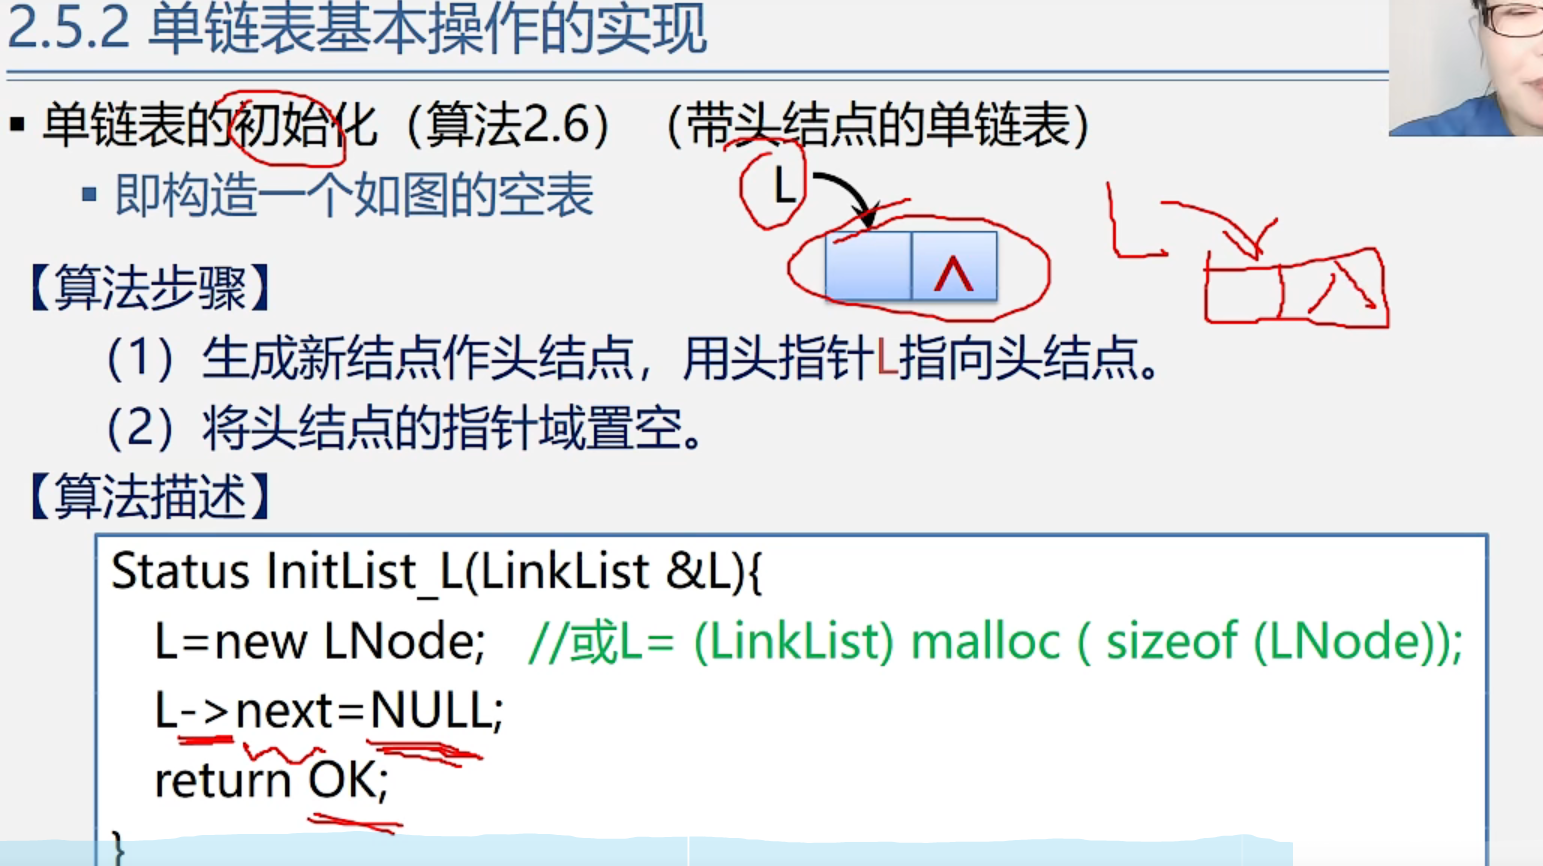 2.5.2 单链表基本操作的实现
▪ 单链表的初始化（算法2.6）（带头结点的单链表）
▪ 即构造一个如图的空表
L
∧
L
∧
【算法步骤】
（1）生成新结点作头结点，用头指针L指向头结点。
（2）将头结点的指针域置空。
【算法描述】
Status InitList_L(LinkList &L){
L=new LNode; //或L= (LinkList) malloc ( sizeof (LNode));
L->next=NULL;
return OK;
}